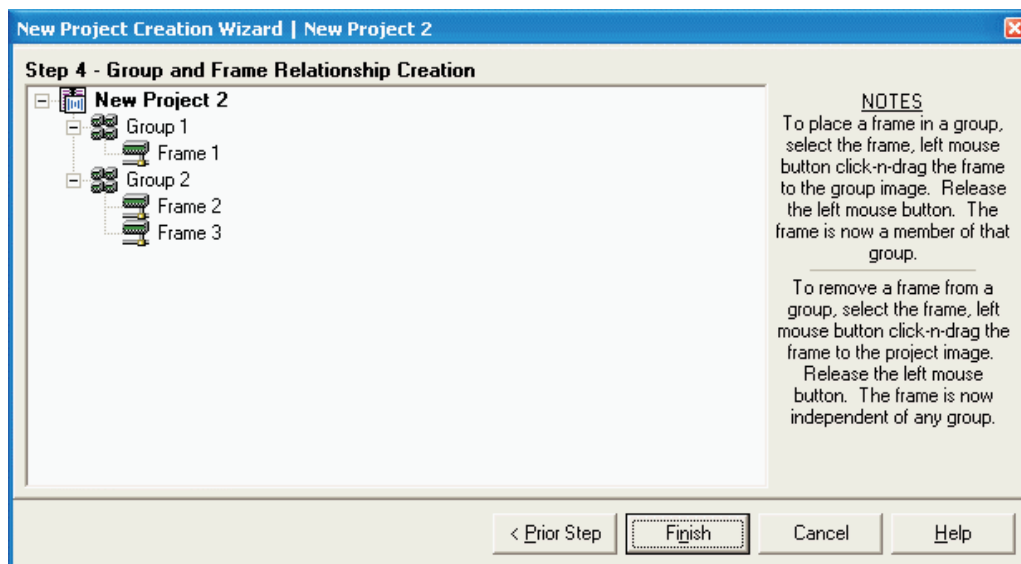 New Project Creation Wizard | New Project 2
Step 4 - Group and Frame Relationship Creation
New Project 2
Group 1
Frame 1
Group 2
Frame 2
Frame 3
NOTES
To place a frame in a group,
select the frame, left mouse
button click-n-drag the frame
to the group image. Release
the left mouse button. The
frame is now a member of that
group.
To remove a frame from a
group, select the frame, left
mouse button click-n-drag the
frame to the project image.
Release the left mouse
button. The frame is now
independent of any group.
< Prior Step
Finish
Cancel
Help